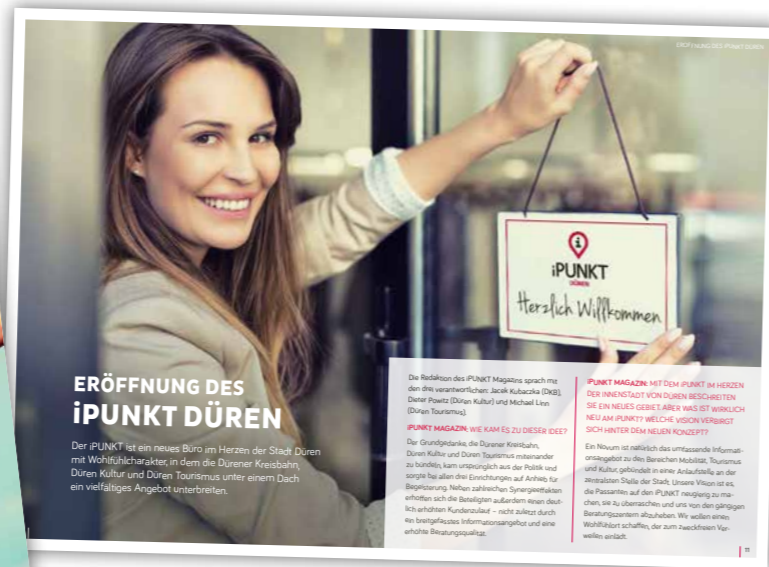 ERÖFFNUNG DES iPUNKT DÜREN
iPUNKT
DÜREN
Herzlich Willkommen
ERÖFFNUNG DES
iPUNKT DÜREN
Der iPUNKT ist ein neues Büro im Herzen der Stadt Düren
mit Wohlfühlcharakter, in dem die Dürener Kreisbahn,
Düren Kultur und Düren Tourismus unter einem Dach
ein vielfältiges Angebot unterbreiten.
Die Redaktion des iPUNKT Magazins sprach mit
den drei verantwortlichen: Jacek Kubaczka (DKB),
Dieter Powitz (Düren Kultur) und Michael Linn
(Düren Tourismus).
iPUNKT MAGAZIN: WIE KAM ES ZU DIESER IDEE?
Der Grundgedanke, die Dürener Kreisbahn,
Düren Kultur und Düren Tourismus miteinander
zu bündeln, kam ursprünglich aus der Politik und
sorgte bei allen drei Einrichtungen auf Anhieb für
Begeisterung. Neben zahlreichen Synergieeffekten
erhoffen sich die Beteiligten außerdem einen deut-
lich erhöhten Kundenzulauf – nicht zuletzt durch
ein breitgefasstes Informationsangebot und eine
erhöhte Beratungsqualität.
iPUNKT MAGAZIN: MIT DEM iPUNKT IM HERZEN
DER INNENSTADT VON DÜREN BESCHREITEN
SIE EIN NEUES GEBIET. ABER WAS IST WIRKLICH
NEU AM iPUNKT? WELCHE VISION VERBIRGT
SICH HINTER DEM NEUEN KONZEPT?
Ein Novum ist natürlich das umfassende Informati-
onsangebot zu den Bereichen Mobilität, Tourismus
und Kultur, gebündelt in einer Anlaufstelle an der
zentralsten Stelle der Stadt. Unsere Vision ist es,
die Passanten auf den iPUNKT neugierig zu ma-
chen, sie zu überraschen und uns von den gängigen
Beratungszentren abzuheben. Wir wollen einen
Wohlfühlort schaffen, der zum zweckfreien Ver-
weilen einlädt.
11